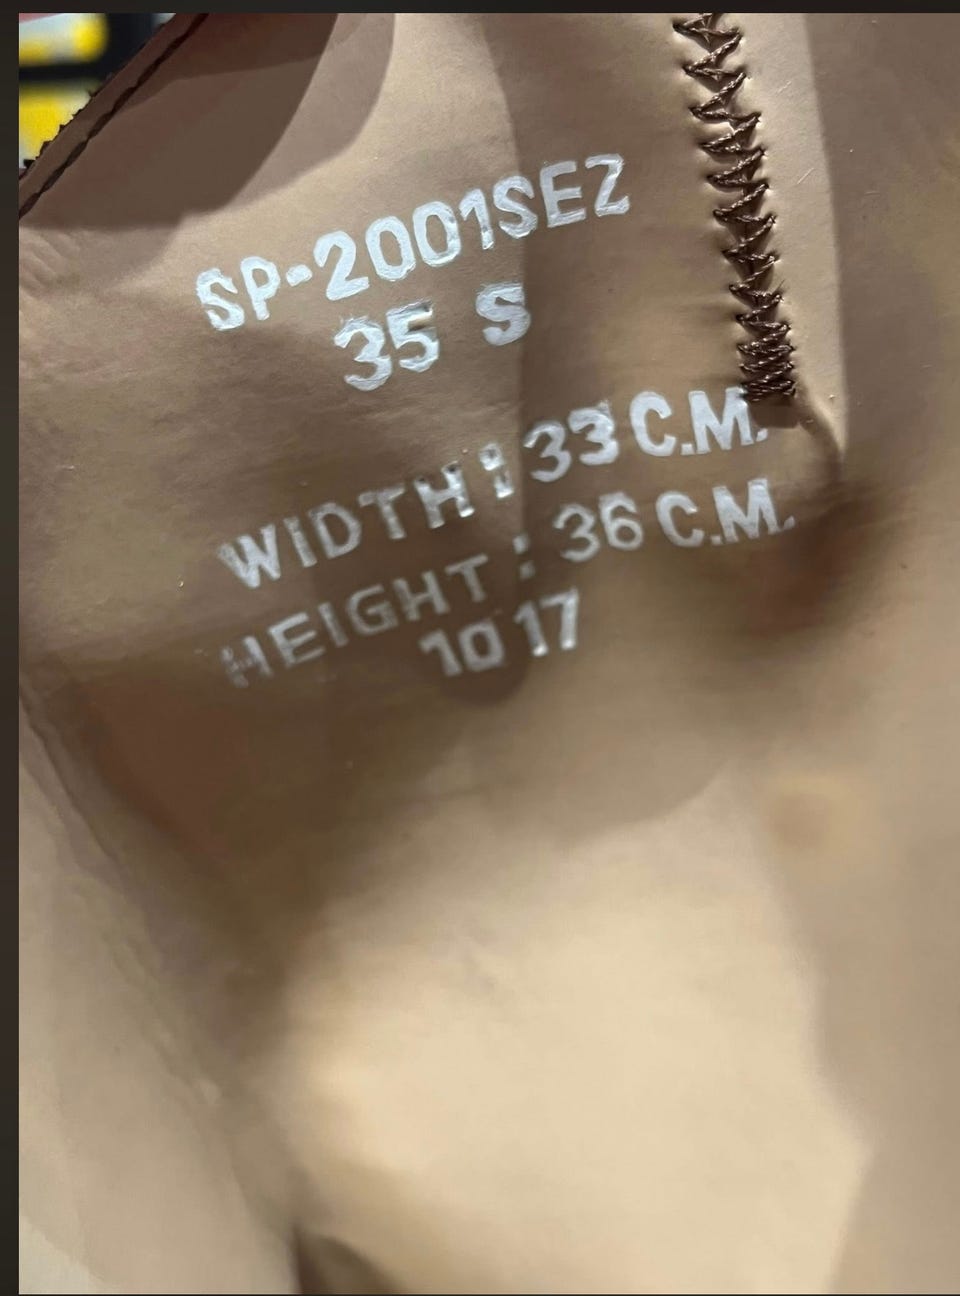 SP-2001SEZ
35 S
WIDTH : 33 C.M.
HEIGHT : 36 C.M.
10 17